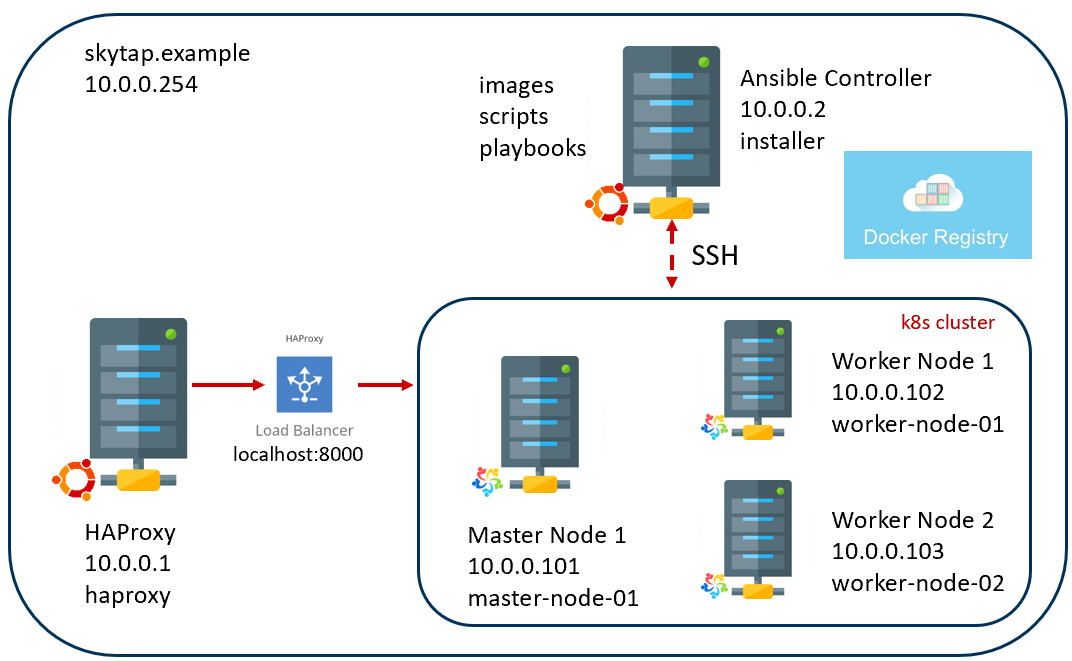 skytap.example
10.0.0.254
images
scripts
playbooks
Ansible Controller
10.0.0.2
installer
Docker Registry
SSH
HAProxy
Load Balancer
localhost:8000
HAProxy
10.0.0.1
haproxy
k8s cluster
Master Node 1
10.0.0.101
master-node-01
Worker Node 1
10.0.0.102
worker-node-01
Worker Node 2
10.0.0.103
worker-node-02